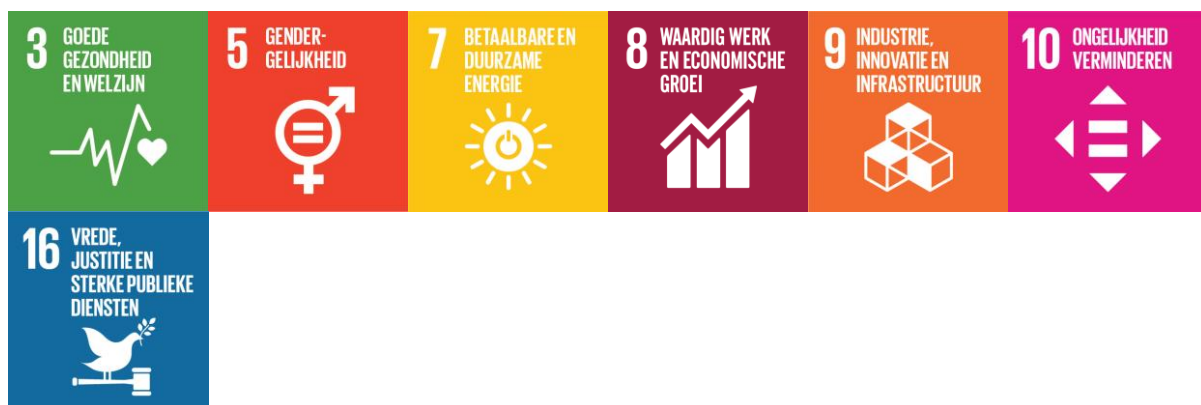 3 GOEDE
GEZONDHEID
EN WELZIJN
5 GENDER-
GELIJKHEID
7 BETAALBARE EN
DUURZAME
ENERGIE
8 WAARDIG WERK
EN ECONOMISCHE
GROEI
9 INDUSTRIE,
INNOVATIE EN
INFRASTRUCTUUR
10 ONGELIJKHEID
VERMINDEREN
16 VREDE,
JUSTITIE EN
STERKE PUBLIEKE
DIENSTEN